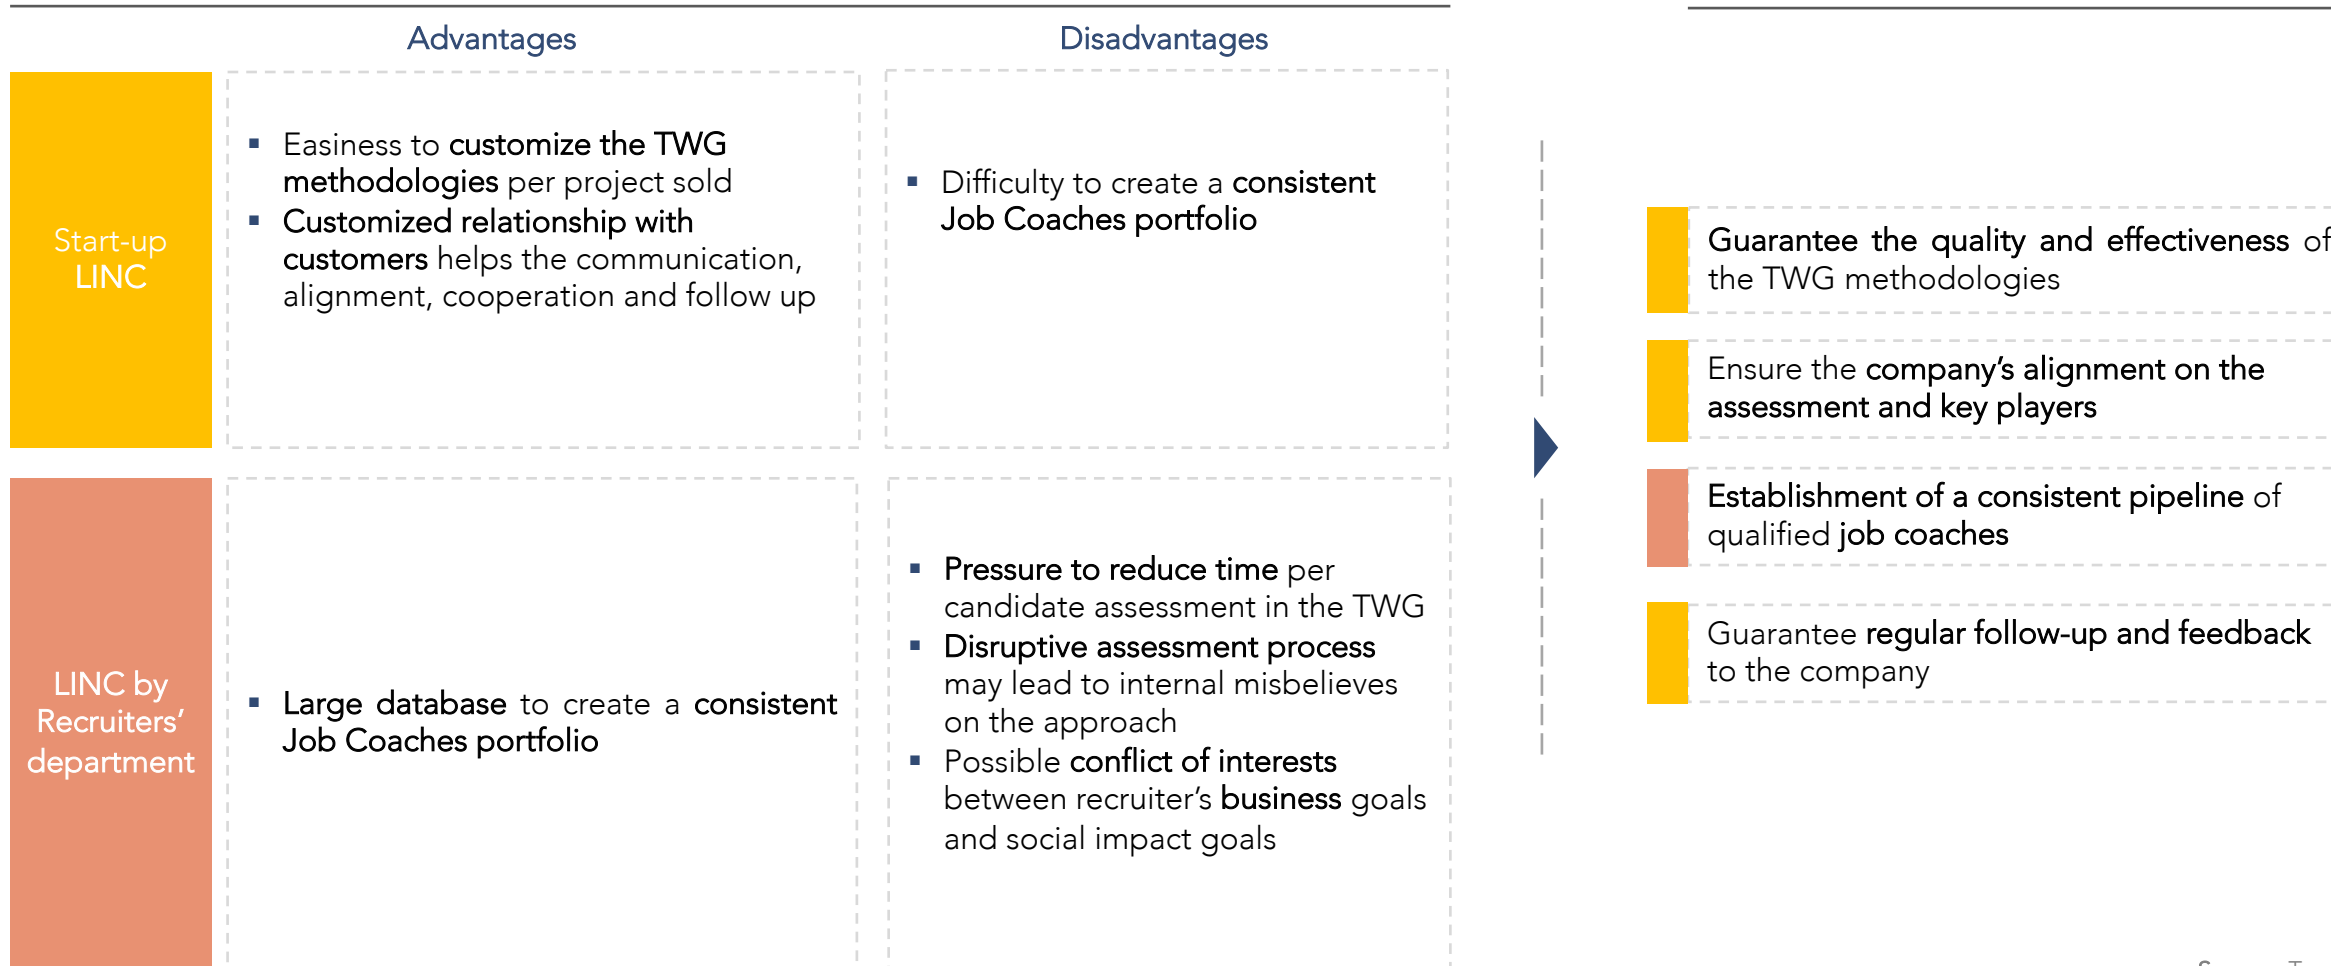 Advantages
Disadvantages
Start-up
LINC
▪ Easiness to customize the TWG
methodologies per project sold
▪ Customized relationship with
customers helps the communication,
alignment, cooperation and follow up
▪ Difficulty to create a consistent
Job Coaches portfolio
LINC by
Recruiters’
department
▪ Large database to create a consistent
Job Coaches portfolio
▪ Pressure to reduce time per
candidate assessment in the TWG
▪ Disruptive assessment process
may lead to internal misbelieves
on the approach
▪ Possible conflict of interests
between recruiter’s business goals
and social impact goals
Guarantee the quality and effectiveness of
the TWG methodologies
Ensure the company’s alignment on the
assessment and key players
Establishment of a consistent pipeline of
qualified job coaches
Guarantee regular follow-up and feedback
to the company